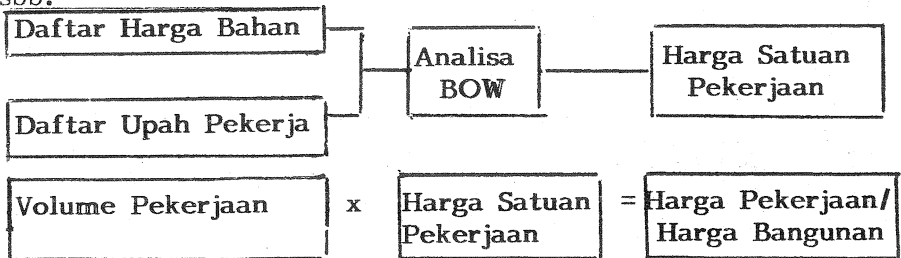 sbb.
Daftar Harga Bahan
Analisa
BOW
Harga Satuan
Pekerjaan
Daftar Upah Pekerja
Volume Pekerjaan x Harga Satuan
Pekerjaan = Harga Pekerjaan/
Harga Bangunan